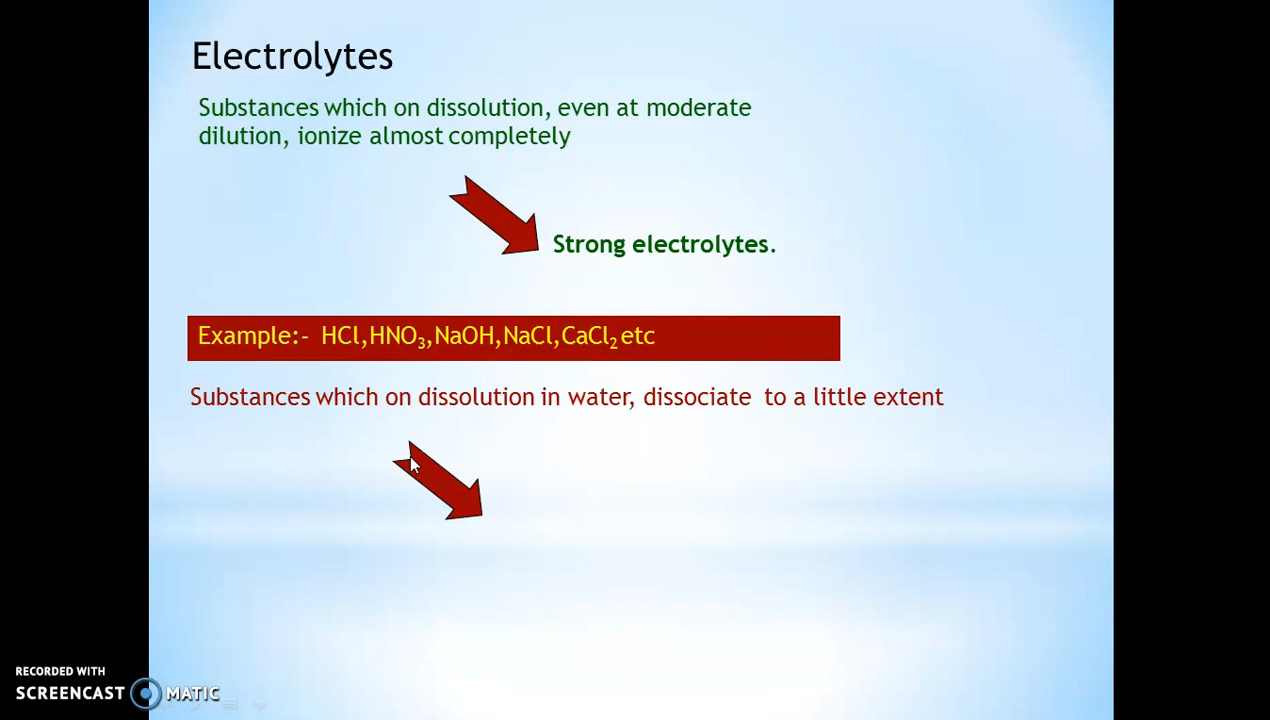 Electrolytes
Substances which on dissolution, even at moderate
dilution, ionize almost completely
Strong electrolytes.
Example:- HCl,HNO₃,NaOH,NaCl,CaCl₂ etc
Substances which on dissolution in water, dissociate to a little extent
RECORDED WITH
SCREENCAST MATIC